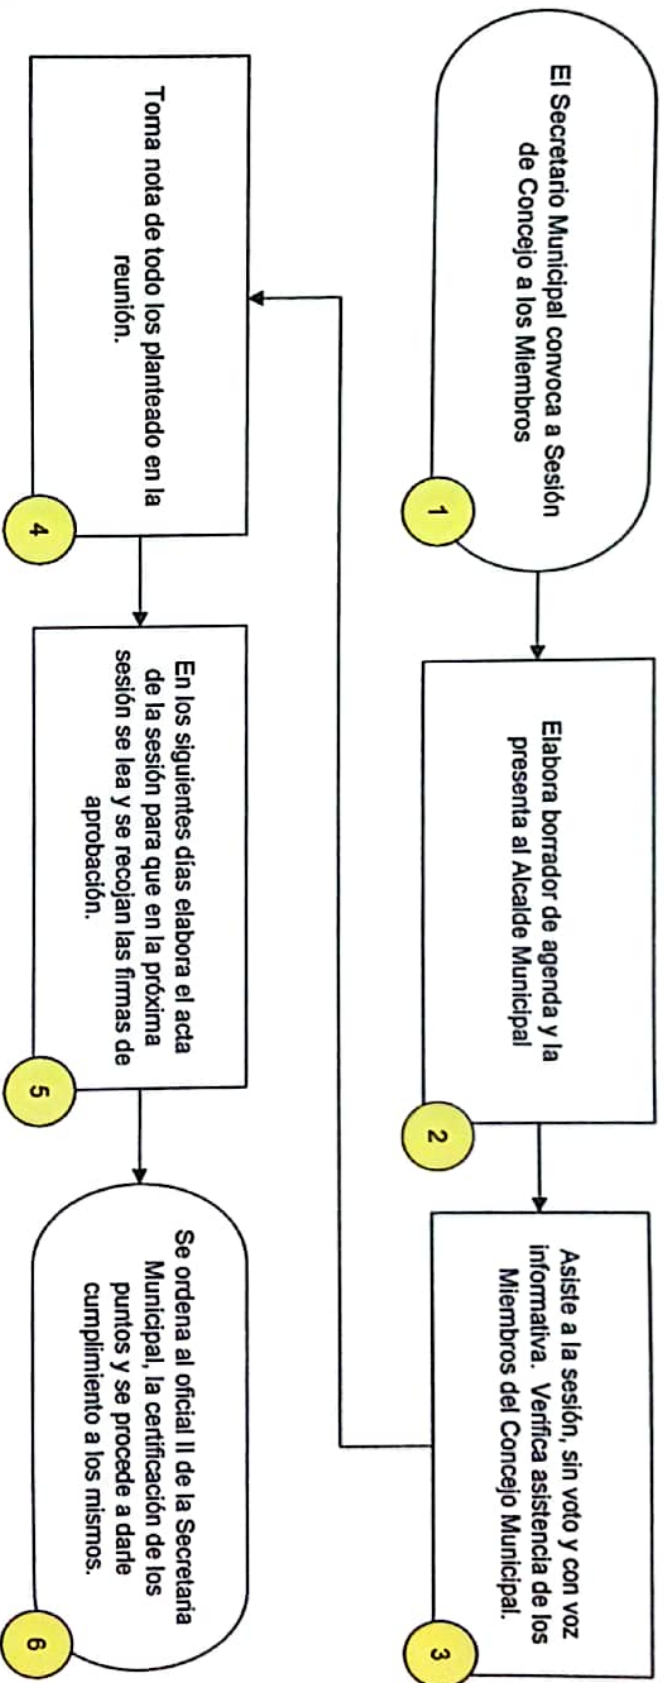 El Secretario Municipal convoca a Sesión
de Concejo a los Miembros
1
Elabora borrador de agenda y la
presenta al Alcalde Municipal
2
Asiste a la sesión, sin voto y con voz
informativa. Verifica asistencia de los
Miembros del Concejo Municipal.
3
Toma nota de todo los planteado en la
reunión.
4
En los siguientes días elabora el acta
de la sesión para que en la próxima
sesión se lea y se recojan las firmas de
aprobación.
5
Se ordena al oficial II de la Secretaria
Municipal, la certificación de los
puntos y se procede a darle
cumplimiento a los mismos.
6